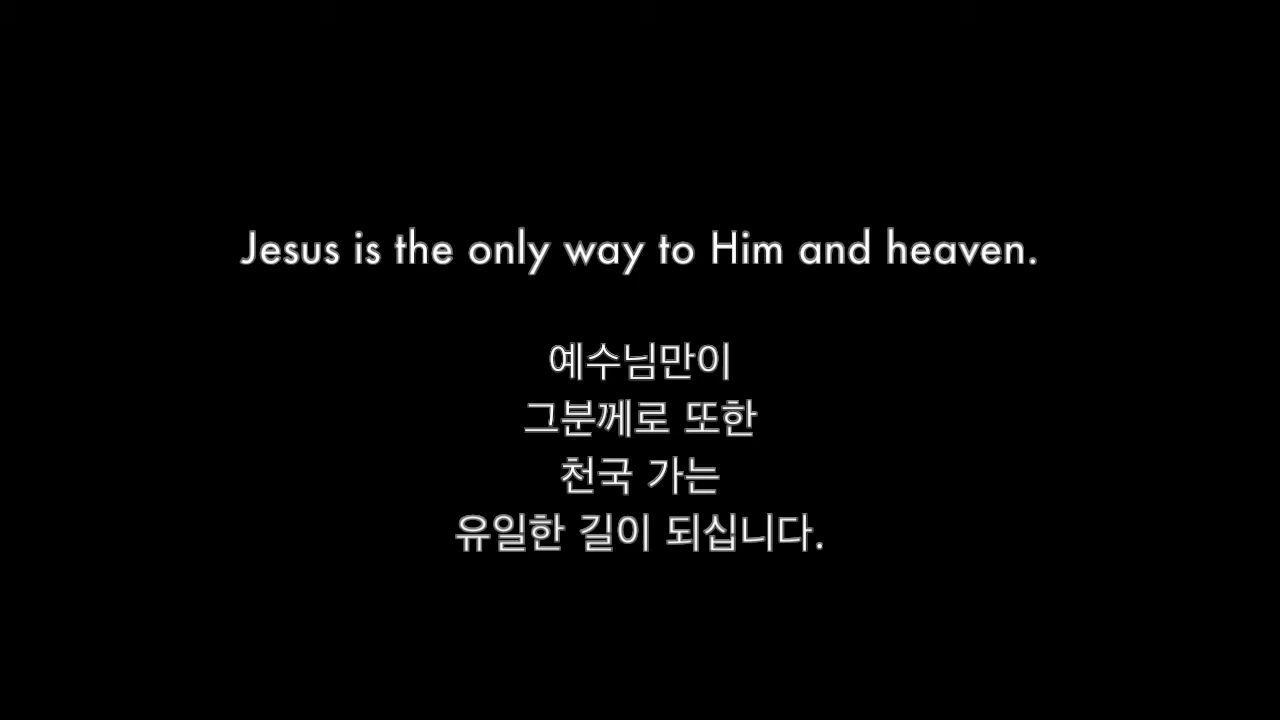 Jesus is the only way to Him and heaven.
예수님만이
그분께로 또한
천국 가는
유일한 길이 되십니다.